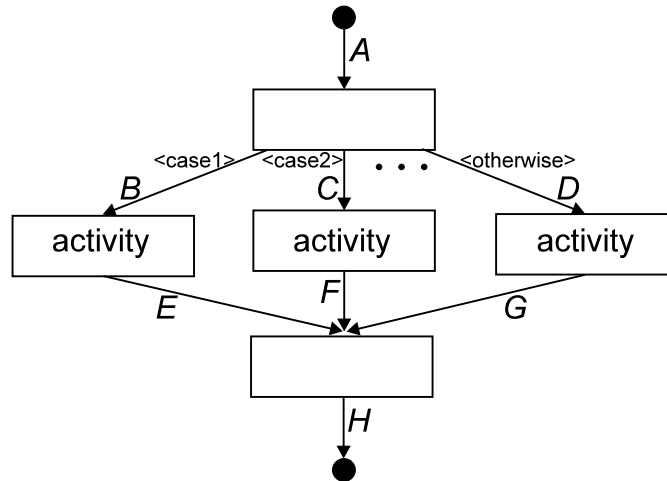 A
<case1> <case2> • • • <otherwise>
B C D
activity activity activity
E F G
H